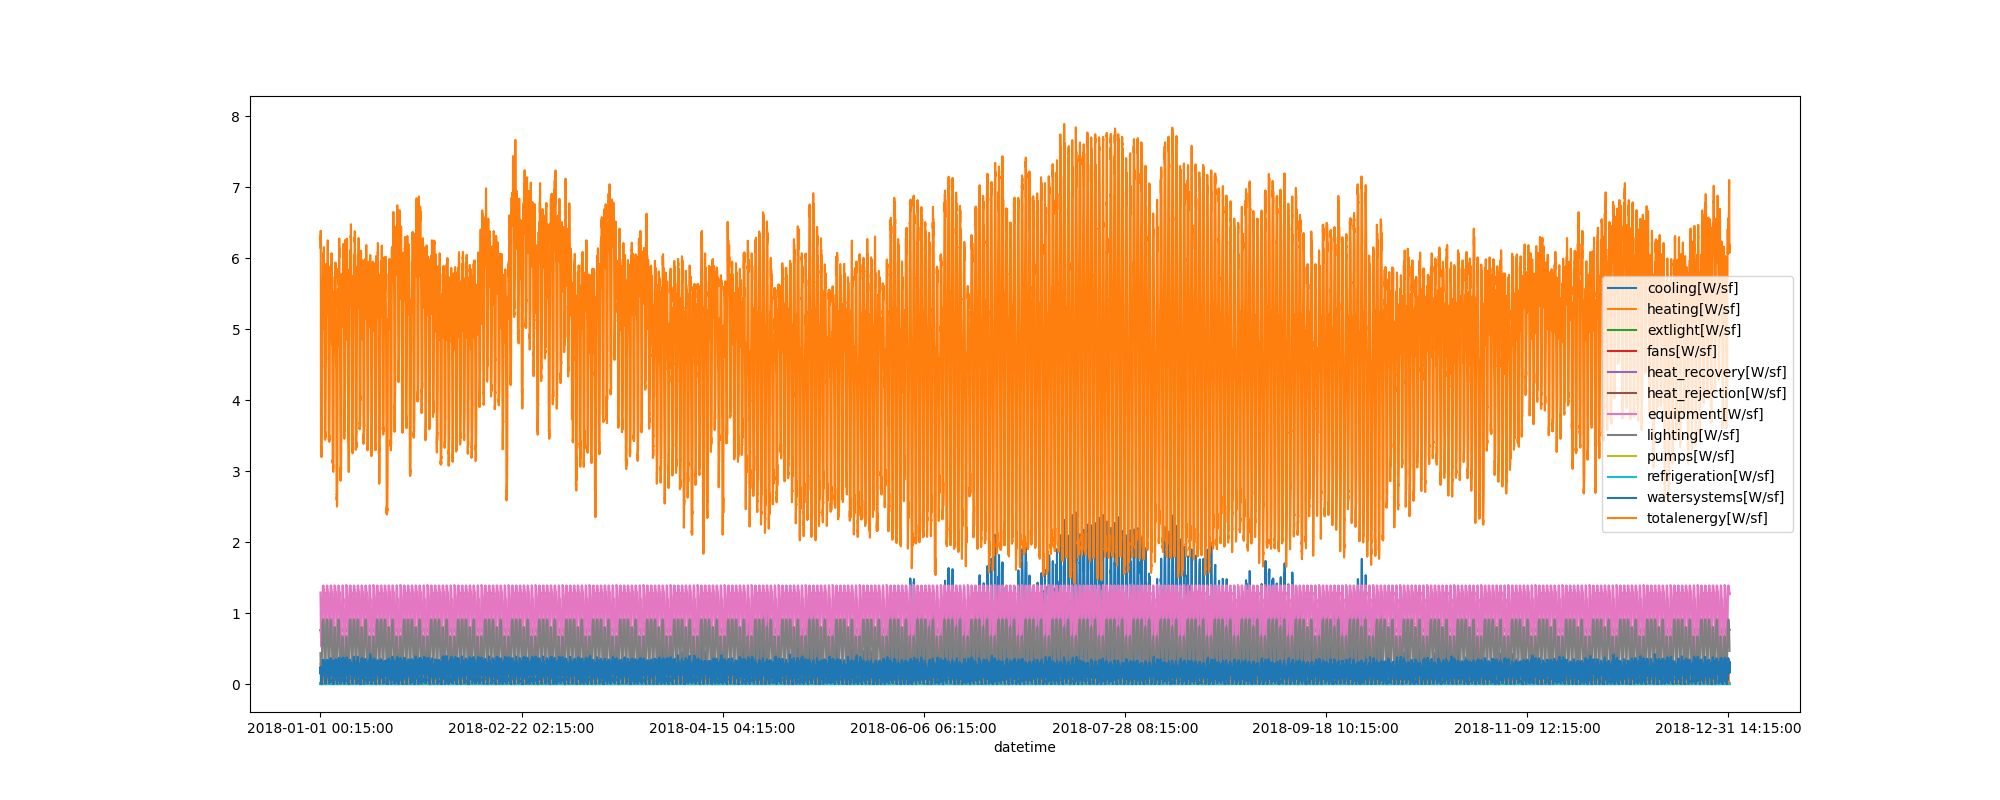 8
7
6
5
4
3
2
1
0
cooling[W/sf]
heating[W/sf]
extlight[W/sf]
fans[W/sf]
heat_recovery[W/sf]
heat_rejection[W/sf]
equipment[W/sf]
lighting[W/sf]
pumps[W/sf]
refrigeration[W/sf]
watersystems[W/sf]
totalenergy[W/sf]
2018-01-01 00:15:00 2018-02-22 02:15:00 2018-04-15 04:15:00 2018-06-06 06:15:00 2018-07-28 08:15:00 2018-09-18 10:15:00 2018-11-09 12:15:00 2018-12-31 14:15:00
datetime